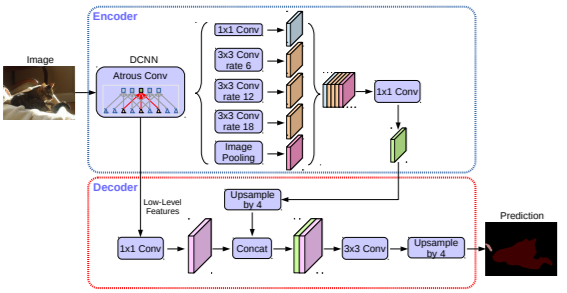 Encoder
Image
DCNN
Atrous Conv
1x1 Conv
3x3 Conv
rate 6
3x3 Conv
rate 12
3x3 Conv
rate 18
Image
Pooling
1x1 Conv
Decoder
Low-Level
Features
Upsample
by 4
1x1 Conv
Concat
3x3 Conv
Upsample
by 4
Prediction